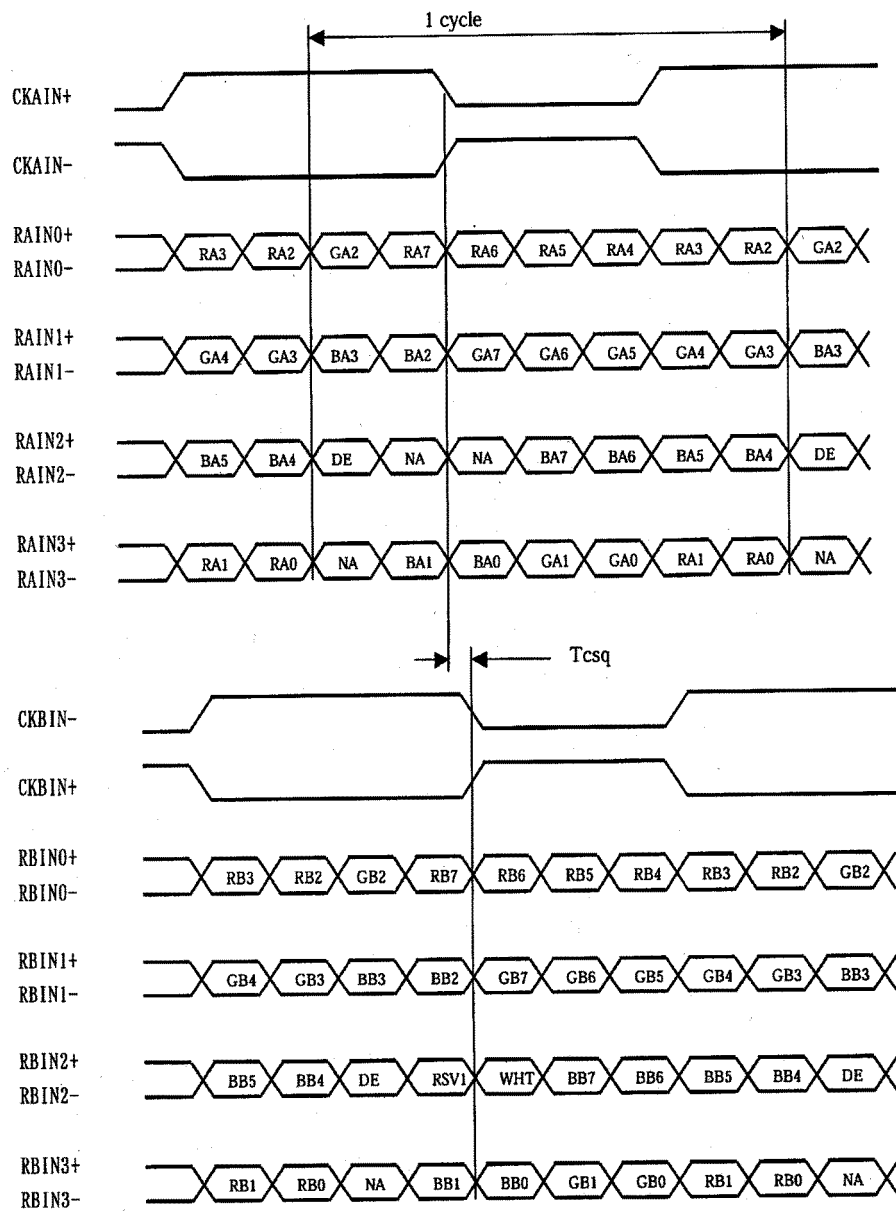 1 cycle
CKAIN+
CKAIN-
RAIN0+
RA3 RA2 GA2 RA7 RA6 RA5 RA4 RA3 RA2 GA2
RAIN0-
RAIN1+
GA4 GA3 BA3 BA2 GA7 GA6 GA5 GA4 GA3 BA3
RAIN1-
RAIN2+
BA5 BA4 DE NA NA BA7 BA6 BA5 BA4 DE
RAIN2-
RAIN3+
RA1 RA0 NA BA1 BA0 GA1 GA0 RA1 RA0 NA
RAIN3-
Tcsq
CKBIN-
CKBIN+
RBIN0+
RB3 RB2 GB2 RB7 RB6 RB5 RB4 RB3 RB2 GB2
RBIN0-
RBIN1+
GB4 GB3 BB3 BB2 GB7 GB6 GB5 GB4 GB3 BB3
RBIN1-
RBIN2+
BB5 BB4 DE RSV1 WHT BB7 BB6 BB5 BB4 DE
RBIN2-
RBIN3+
RB1 RB0 NA BB1 BB0 GB1 GB0 RB1 RB0 NA
RBIN3-